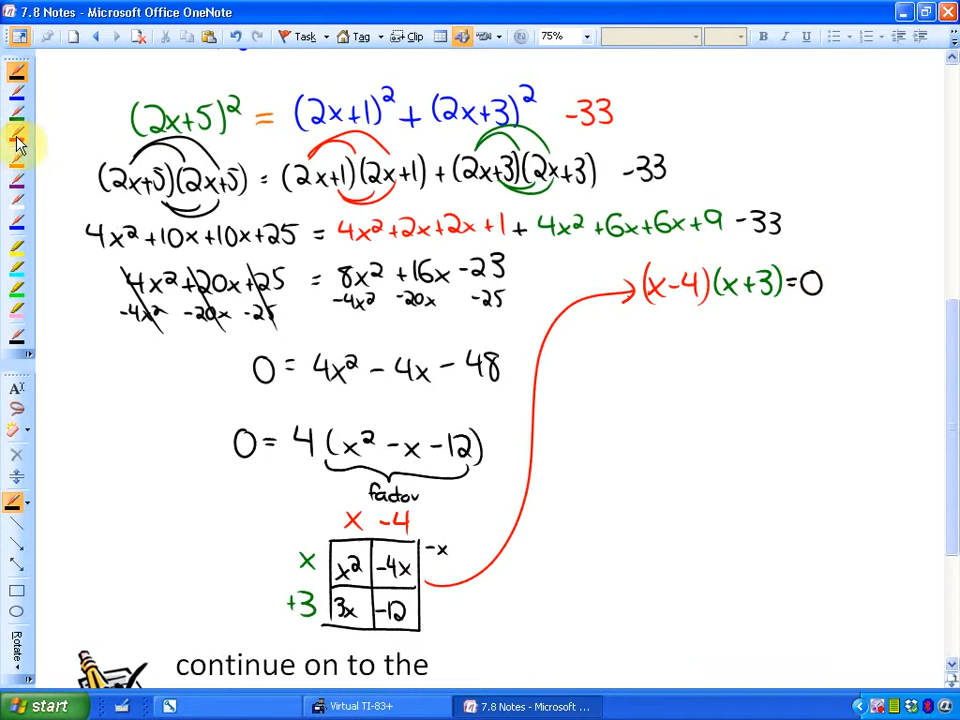 7.8 Notes - Microsoft Office OneNote
Task Tag Clip 75% B I U
(2x+5)² = (2x+1)² + (2x+3)² -33
(2x+5)(2x+5) = (2x+1)(2x+1) + (2x+3)(2x+3) -33
4x²+10x+10x+25 = 4x²+2x+2x+1 + 4x²+6x+6x+9 -33
4x²+20x+25 = 8x²+16x-23
-4x² -20x -25 -4x² -20x -25
(x-4)(x+3)=0
0 = 4x² - 4x - 48
0 = 4(x² - x - 12)
factor
x -4
x x² -4x -x
+3 3x -12
continue on to the
Rotate
start Virtual TI-83+ 7.8 Notes - Microsoft ...